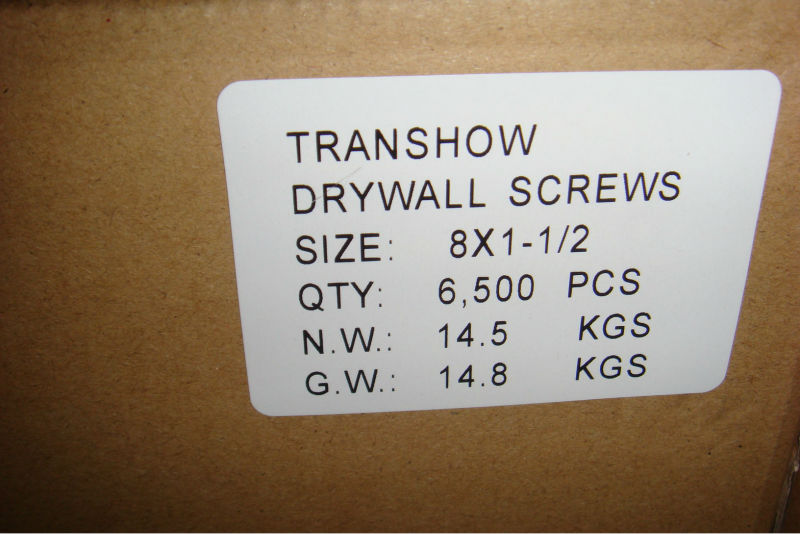 TRANSHOW
DRYWALL SCREWS
SIZE: 8X1-1/2
QTY: 6,500 PCS
N.W.: 14.5 KGS
G.W.: 14.8 KGS